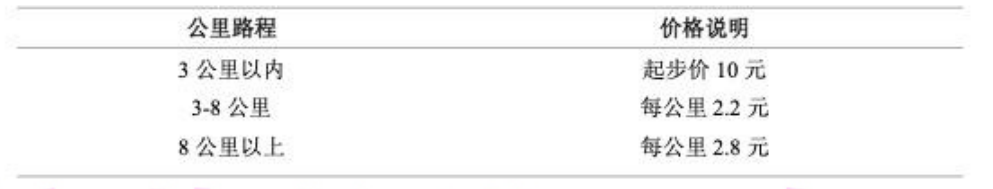 公里路程 价格说明
3 公里以内 起步价 10 元
3-8 公里 每公里 2.2 元
8 公里以上 每公里 2.8 元